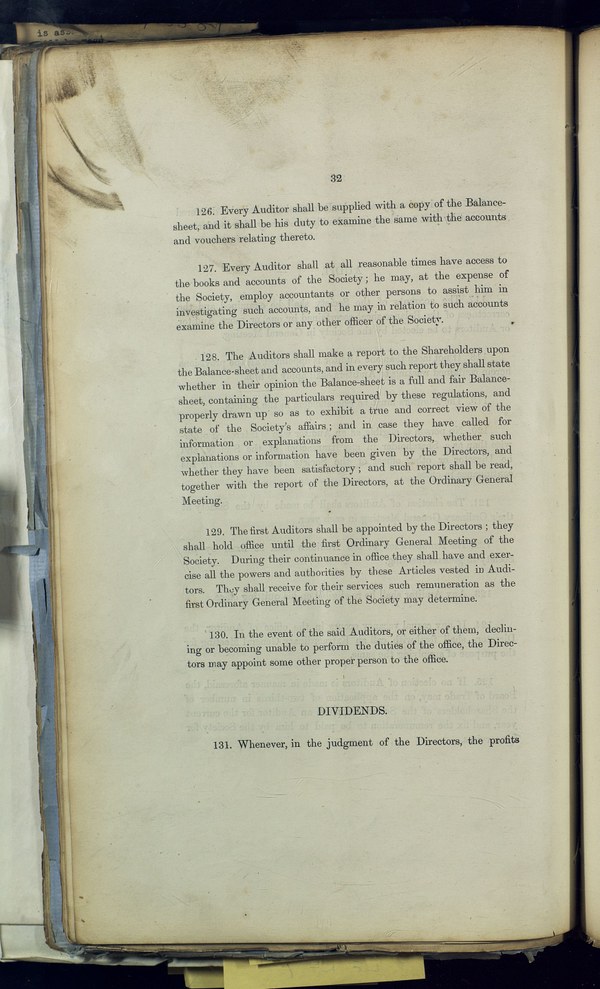 is
32
126. Every Auditor shall be supplied with a copy of the Balance-
sheet, and it shall be his duty to examine the same with the accounts
and vouchers relating thereto.
127. Every Auditor shall at all reasonable times have access to
the books and accounts of the Society; he may, at the expense of
the Society, employ accountants or other persons to assist him in
investigating such accounts, and he may in relation to such accounts
examine the Directors or any other officer of the Society.
128. The Auditors shall make a report to the Shareholders upon
the Balance-sheet and accounts, and in every such report they shall state
whether in their opinion the Balance-sheet is a full and fair Balance-
sheet, containing the particulars required by these regulations, and
properly drawn up so as to exhibit a true and correct view of the
state of the Society's affairs; and in case they have called for
information or explanations from the Directors, whether such
explanations or information have been given by the Directors, and
whether they have been satisfactory; and such report shall be read,
together with the report of the Directors, at the Ordinary General
Meeting.
129. The first Auditors shall be appointed by the Directors; they
shall hold office until the first Ordinary General Meeting of the
Society. During their continuance in office they shall have and exer-
cise all the powers and authorities by these Articles vested in Audi-
tors. They shall receive for their services such remuneration as the
first Ordinary General Meeting of the Society may determine.
130. In the event of the said Auditors, or either of them, declin-
ing or becoming unable to perform the duties of the office, the Direc-
tors may appoint some other proper person to the office.
DIVIDENDS.
131. Whenever, in the judgment of the Directors, the profits